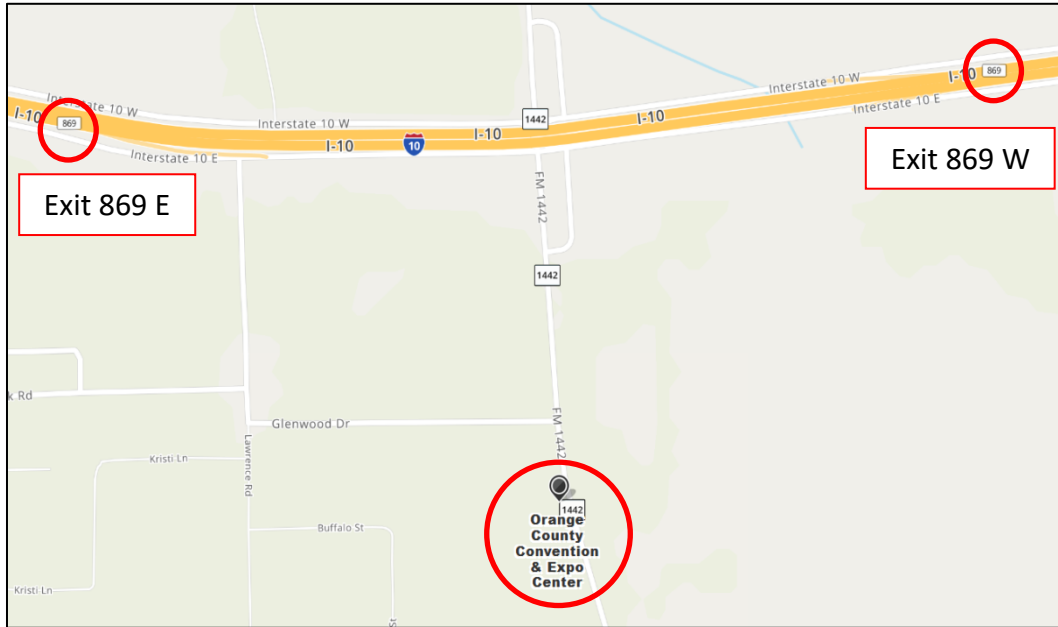 Interstate 10 W
I-10
869
Interstate 10 E
Exit 869 E
Interstate 10 W
I-10
10
I-10
1442
I-10
Interstate 10 W
I-10
869
Interstate 10 E
Exit 869 W
FM 1442
1442
k Rd
Glenwood Dr
FM 1442
Kristi Ln
Lawrence Rd
Buffalo St
Kristi Ln
1442
Orange
County
Convention
& Expo
Center